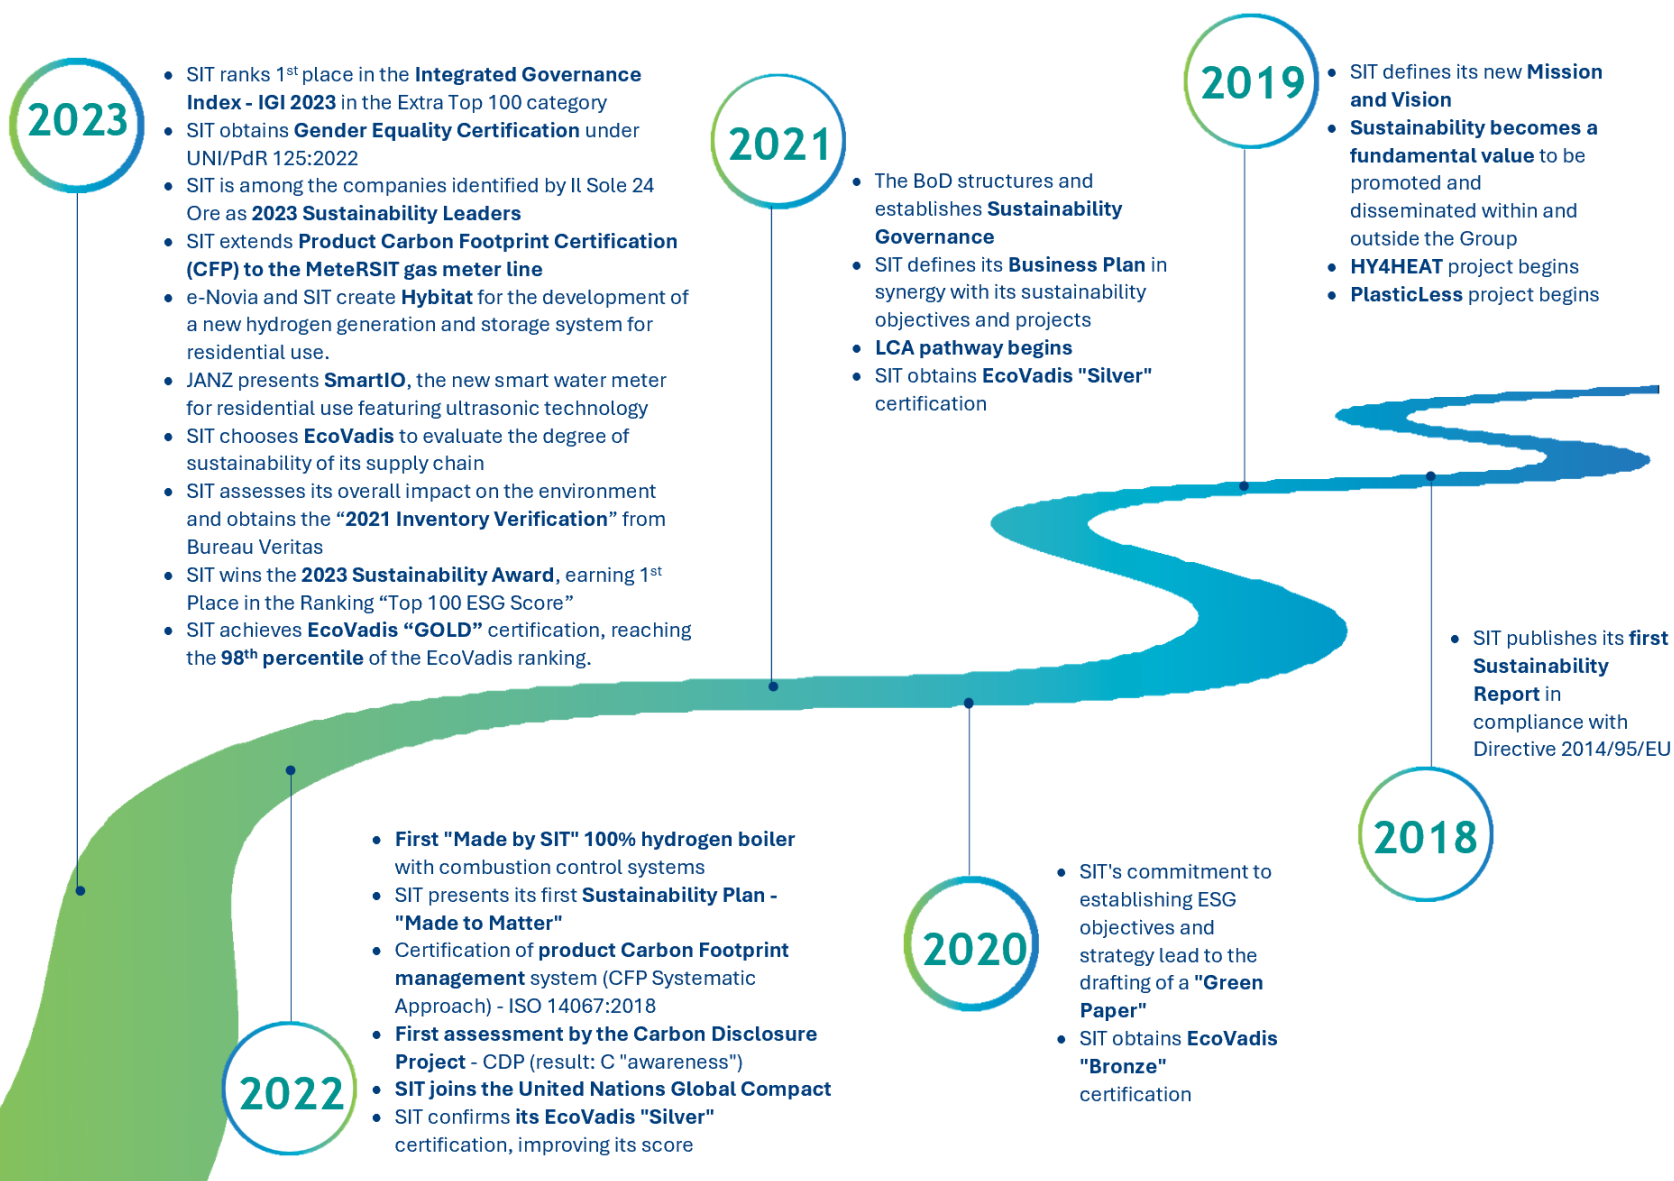 2023
• SIT ranks 1st place in the Integrated Governance
Index - IGI 2023 in the Extra Top 100 category
• SIT obtains Gender Equality Certification under
UNI/PdR 125:2022
• SIT is among the companies identified by Il Sole 24
Ore as 2023 Sustainability Leaders
• SIT extends Product Carbon Footprint Certification
(CFP) to the MeteRSIT gas meter line
• e-Novia and SIT create Hybitat for the development of
a new hydrogen generation and storage system for
residential use.
• JANZ presents SmartIO, the new smart water meter
for residential use featuring ultrasonic technology
• SIT chooses EcoVadis to evaluate the degree of
sustainability of its supply chain
• SIT assesses its overall impact on the environment
and obtains the “2021 Inventory Verification” from
Bureau Veritas
• SIT wins the 2023 Sustainability Award, earning 1st
Place in the Ranking “Top 100 ESG Score”
• SIT achieves EcoVadis “GOLD” certification, reaching
the 98th percentile of the EcoVadis ranking.
2021
• The BoD structures and
establishes Sustainability
Governance
• SIT defines its Business Plan in
synergy with its sustainability
objectives and projects
• LCA pathway begins
• SIT obtains EcoVadis "Silver"
certification
2019
• SIT defines its new Mission
and Vision
• Sustainability becomes a
fundamental value to be
promoted and
disseminated within and
outside the Group
• HY4HEAT project begins
• PlasticLess project begins
2022
• First "Made by SIT" 100% hydrogen boiler
with combustion control systems
• SIT presents its first Sustainability Plan -
"Made to Matter"
• Certification of product Carbon Footprint
management system (CFP Systematic
Approach) - ISO 14067:2018
• First assessment by the Carbon Disclosure
Project - CDP (result: C "awareness")
• SIT joins the United Nations Global Compact
• SIT confirms its EcoVadis "Silver"
certification, improving its score
2020
• SIT's commitment to
establishing ESG
objectives and
strategy lead to the
drafting of a "Green
Paper"
• SIT obtains EcoVadis
"Bronze"
certification
• SIT publishes its first
Sustainability
Report in
compliance with
Directive 2014/95/EU
2018